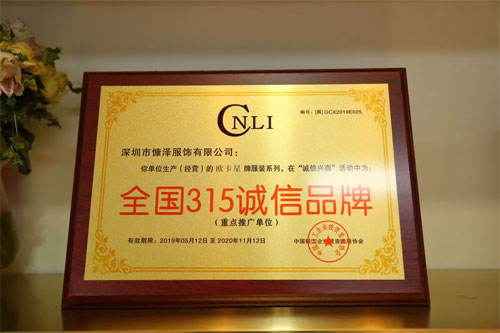 CNLI
编号：[质] GCX2019E025
深圳市慷泽服饰有限公司：
你单位生产（经营）的 欧卡星 牌服装系列，在“诚信兴商”活动中为：
全国315诚信品牌
（重点推广单位）
有效期限：2019年05月12日 至 2020年11月12日